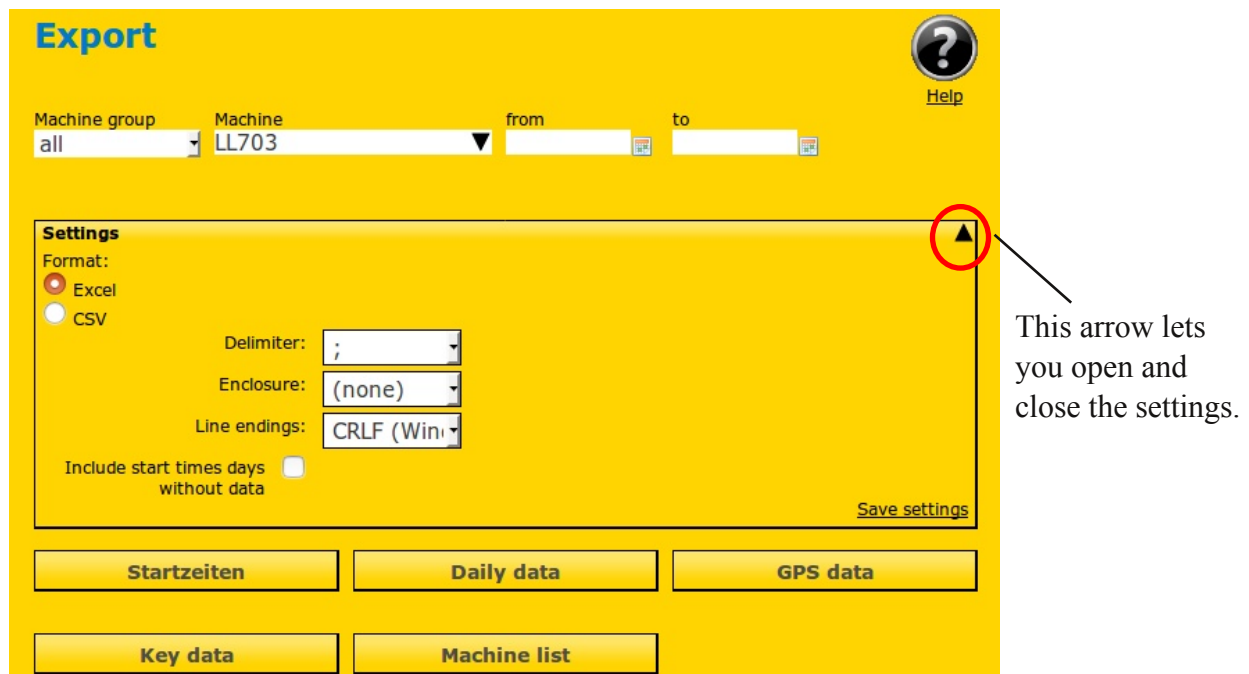 Export
?
Help
Machine group Machine from to
all LL703
Settings
Format:
Excel
CSV
Delimiter: ;
Enclosure: (none)
Line endings: CRLF (Win
Include start times days
without data
Save settings
This arrow lets
you open and
close the settings.
Startzeiten Daily data GPS data
Key data Machine list